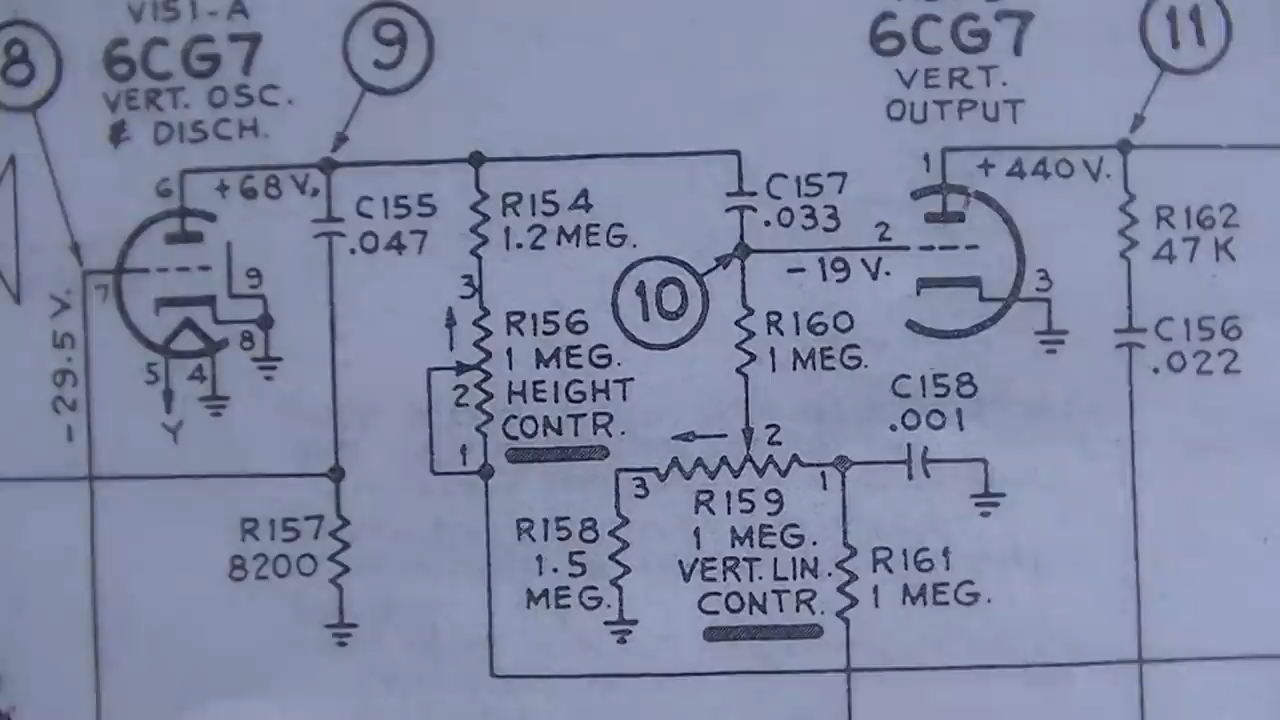 V151-A
6CG7
VERT. OSC.
& DISCH.
8
9
6
+68 V.
7
-29.5 V.
9
8
5
4
Y
C155
.047
R154
1.2 MEG.
3
R156
1 MEG.
HEIGHT
CONTR.
2
1
R157
8200
C157
.033
10
2
-19 V.
R160
1 MEG.
2
3
1
R158
1.5
MEG.
R159
1 MEG.
VERT. LIN.
CONTR.
C158
.001
R161
1 MEG.
6CG7
VERT.
OUTPUT
1
+440 V.
3
11
R162
47 K
C156
.022